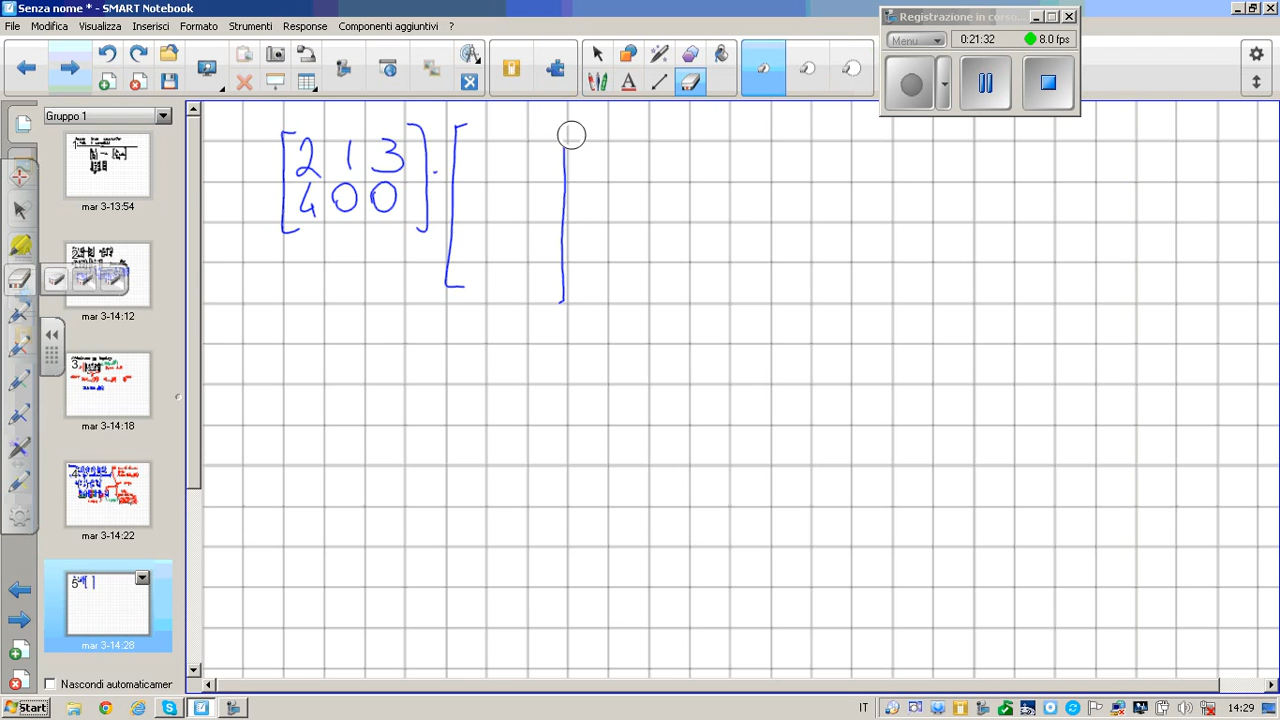 Senza nome * - SMART Notebook
File Modifica Visualizza Inserisci Formato Strumenti Response Componenti aggiuntivi ?
Registrazione in corso...
Menu 0:21:32 8.0 fps
Gruppo 1
mar 3-13:54
mar 3-14:12
mar 3-14:18
mar 3-14:22
mar 3-14:28
2 1 3
4 0 0
Nascondi automaticamer
Start IT 14:29